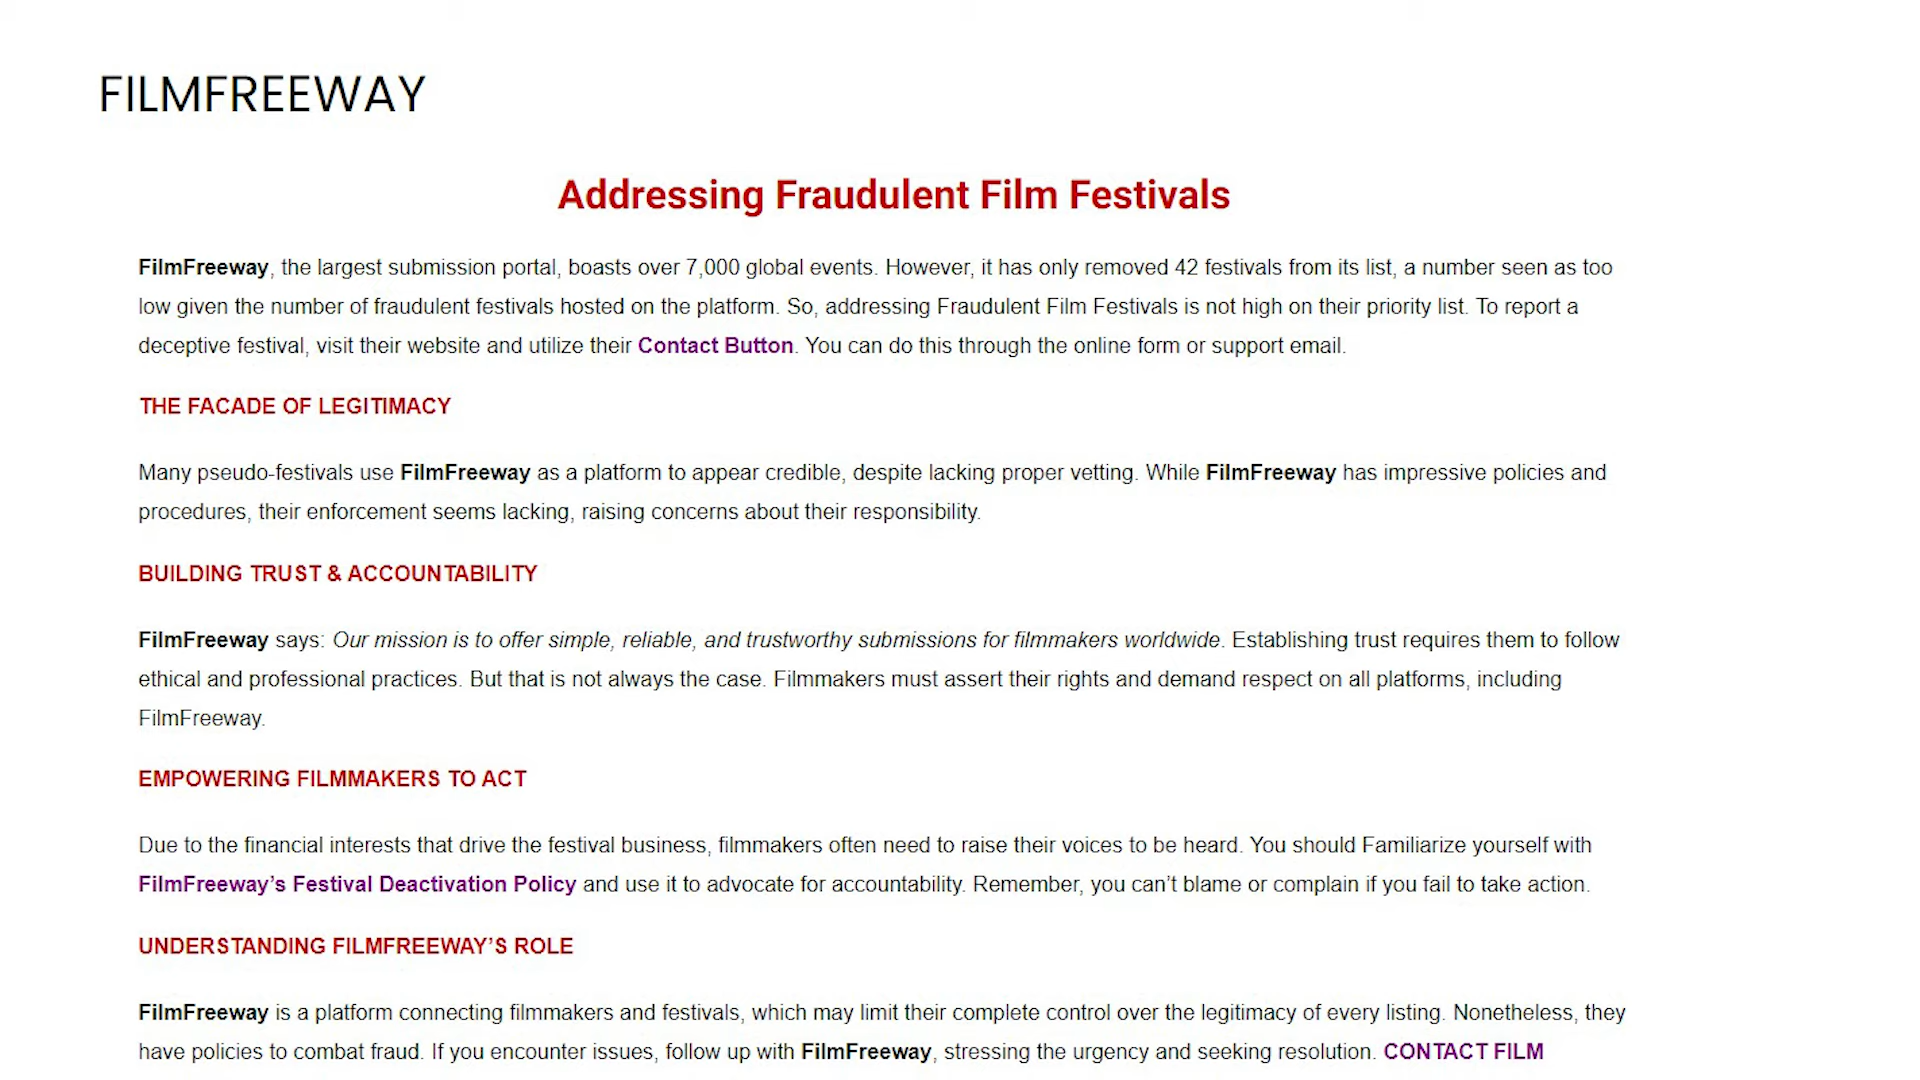 FILMFREEWAY
Addressing Fraudulent Film Festivals
FilmFreeway, the largest submission portal, boasts over 7,000 global events. However, it has only removed 42 festivals from its list, a number seen as too
low given the number of fraudulent festivals hosted on the platform. So, addressing Fraudulent Film Festivals is not high on their priority list. To report a
deceptive festival, visit their website and utilize their Contact Button. You can do this through the online form or support email.
THE FACADE OF LEGITIMACY
Many pseudo-festivals use FilmFreeway as a platform to appear credible, despite lacking proper vetting. While FilmFreeway has impressive policies and
procedures, their enforcement seems lacking, raising concerns about their responsibility.
BUILDING TRUST & ACCOUNTABILITY
FilmFreeway says: Our mission is to offer simple, reliable, and trustworthy submissions for filmmakers worldwide. Establishing trust requires them to follow
ethical and professional practices. But that is not always the case. Filmmakers must assert their rights and demand respect on all platforms, including
FilmFreeway.
EMPOWERING FILMMAKERS TO ACT
Due to the financial interests that drive the festival business, filmmakers often need to raise their voices to be heard. You should Familiarize yourself with
FilmFreeway’s Festival Deactivation Policy and use it to advocate for accountability. Remember, you can’t blame or complain if you fail to take action.
UNDERSTANDING FILMFREEWAY’S ROLE
FilmFreeway is a platform connecting filmmakers and festivals, which may limit their complete control over the legitimacy of every listing. Nonetheless, they
have policies to combat fraud. If you encounter issues, follow up with FilmFreeway, stressing the urgency and seeking resolution. CONTACT FILM